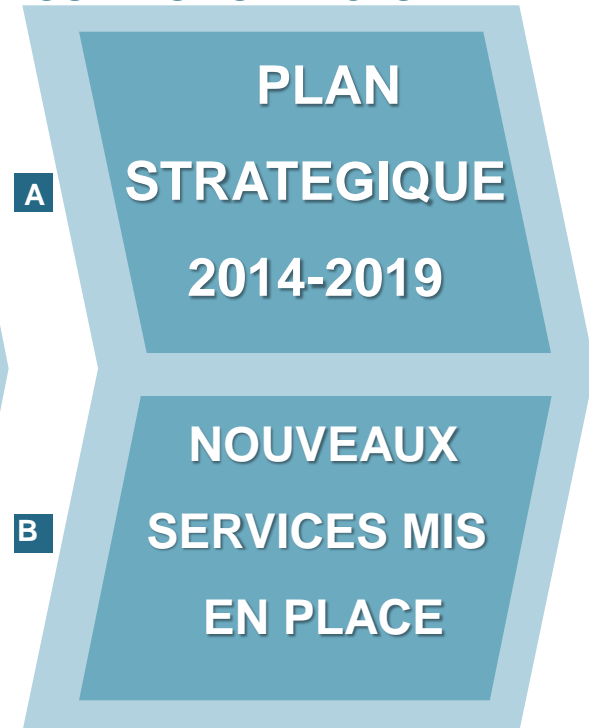 A
PLAN
STRATEGIQUE
2014-2019
B
NOUVEAUX
SERVICES MIS
EN PLACE